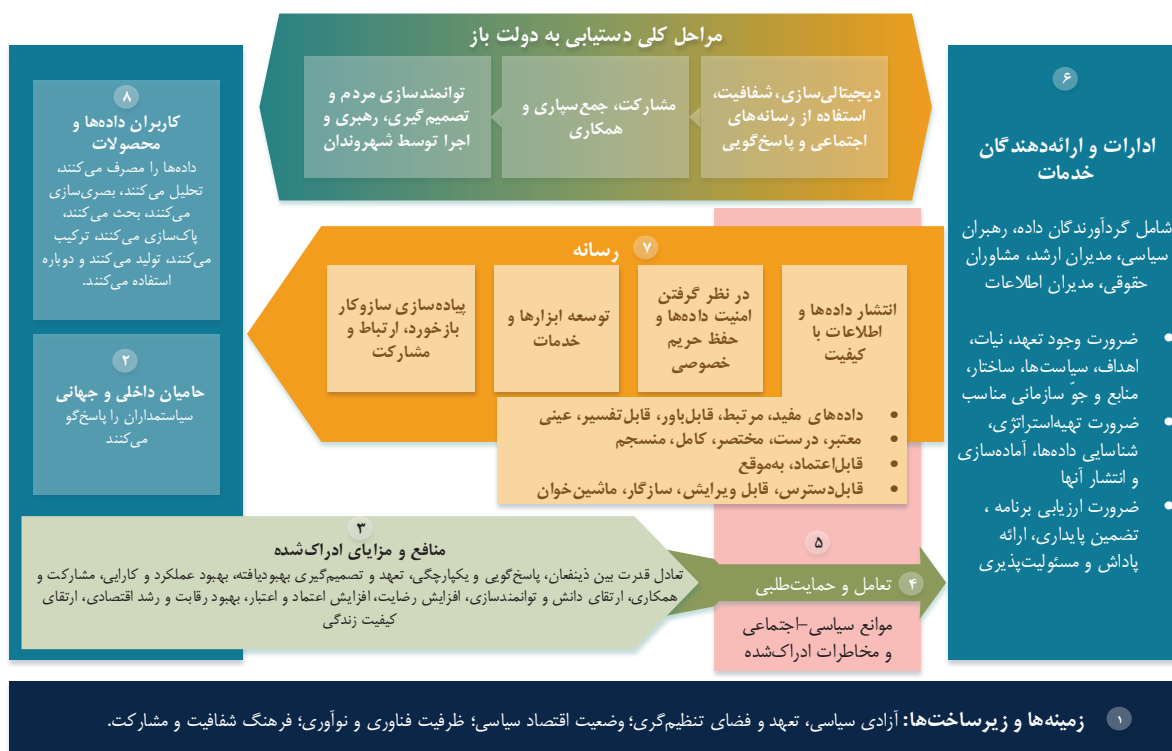 مراحل کلی دستیابی به دولت باز
دیجیتالی‌سازی، شفافیت،
استفاده از رسانه‌های
اجتماعی و پاسخ‌گویی
مشارکت، جمع‌سپاری و
همکاری
توانمندسازی مردم و
تصمیم‌گیری، رهبری و
اجرا توسط شهروندان
۶
ادارات و ارائه‌دهندگان
خدمات
شامل گردآورندگان داده، رهبران
سیاسی، مدیران ارشد، مشاوران
حقوقی، مدیران اطلاعات
• ضرورت وجود تعهد، نیات،
اهداف، سیاست‌ها، ساختار،
منابع و جوّ سازمانی مناسب
• ضرورت تهیه‌استراتژی،
شناسایی داده‌ها، آماده‌سازی
و انتشار آنها
• ضرورت ارزیابی برنامه ،
تضمین پایداری، ارائه
پاداش و مسئولیت‌پذیری
۷ رسانه
انتشار داده‌ها و
اطلاعات با
کیفیت
در نظر گرفتن
امنیت داده‌ها و
حفظ حریم
خصوصی
توسعه ابزارها و
خدمات
پیاده‌سازی سازوکار
بازخورد، ارتباط و
مشارکت
• داده‌های مفید، مرتبط، قابل‌باور، قابل‌تفسیر، عینی
• معتبر، درست، مختصر، کامل، منسجم
• قابل‌اعتماد، به‌موقع
• قابل‌دسترس، قابل ویرایش، سازگار، ماشین‌خوان
۸
کاربران داده‌ها و
محصولات
داده‌ها را مصرف می‌کنند،
تحلیل می‌کنند، بصری‌سازی
می‌کنند، بحث می‌کنند،
پاک‌سازی می‌کنند، ترکیب
می‌کنند، تولید می‌کنند و دوباره
استفاده می‌کنند.
۲
حامیان داخلی و جهانی
سیاستمداران را پاسخ‌گو
می‌کنند
۳
منافع و مزایای ادراک‌شده
تعادل قدرت بین ذینفعان، پاسخ‌گویی و یکپارچگی، تعهد و تصمیم‌گیری بهبودیافته، بهبود عملکرد و کارایی، مشارکت و
همکاری، ارتقای دانش و توانمندسازی، افزایش رضایت، افزایش اعتماد و اعتبار، بهبود رقابت و رشد اقتصادی، ارتقای
کیفیت زندگی
۵
۴ تعامل و حمایت‌طلبی
موانع سیاسی–اجتماعی
و مخاطرات ادراک‌شده
۱ زمینه‌ها و زیرساخت‌ها: آزادی سیاسی، تعهد و فضای تنظیم‌گری؛ وضعیت اقتصاد سیاسی؛ ظرفیت فناوری و نوآوری؛ فرهنگ شفافیت و مشارکت.